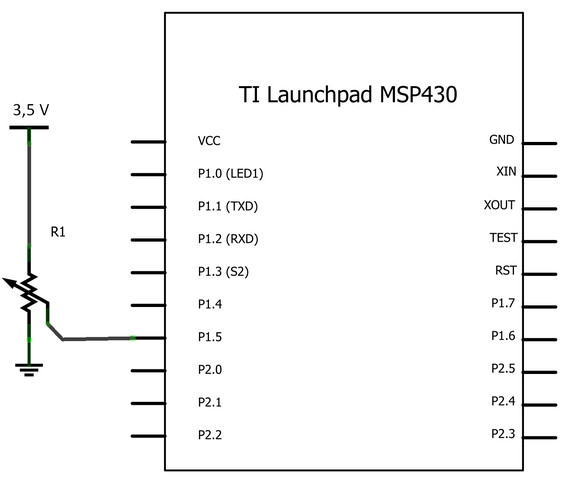 TI Launchpad MSP430
3,5 V
VCC
GND
P1.0 (LED1)
XIN
P1.1 (TXD)
XOUT
R1
P1.2 (RXD)
TEST
P1.3 (S2)
RST
P1.4
P1.7
P1.5
P1.6
P2.0
P2.5
P2.1
P2.4
P2.2
P2.3